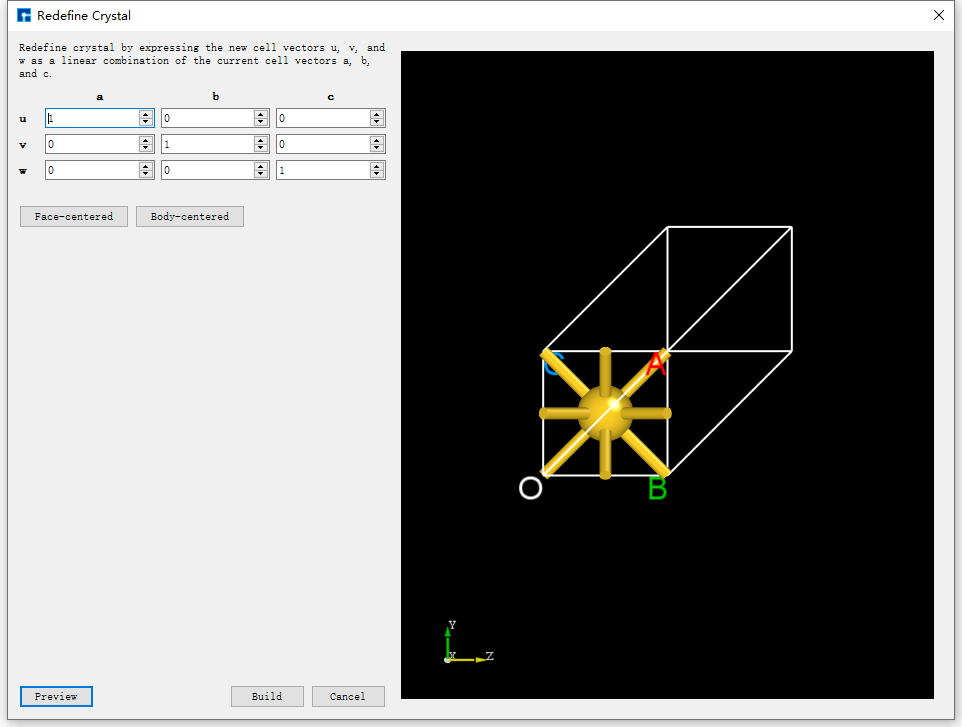 Redefine Crystal
Redefine crystal by expressing the new cell vectors u, v, and
w as a linear combination of the current cell vectors a, b,
and c.
a b c
u 1 0 0
v 0 1 0
w 0 0 1
Face-centered Body-centered
C A
O B
Y
X Z
Preview Build Cancel